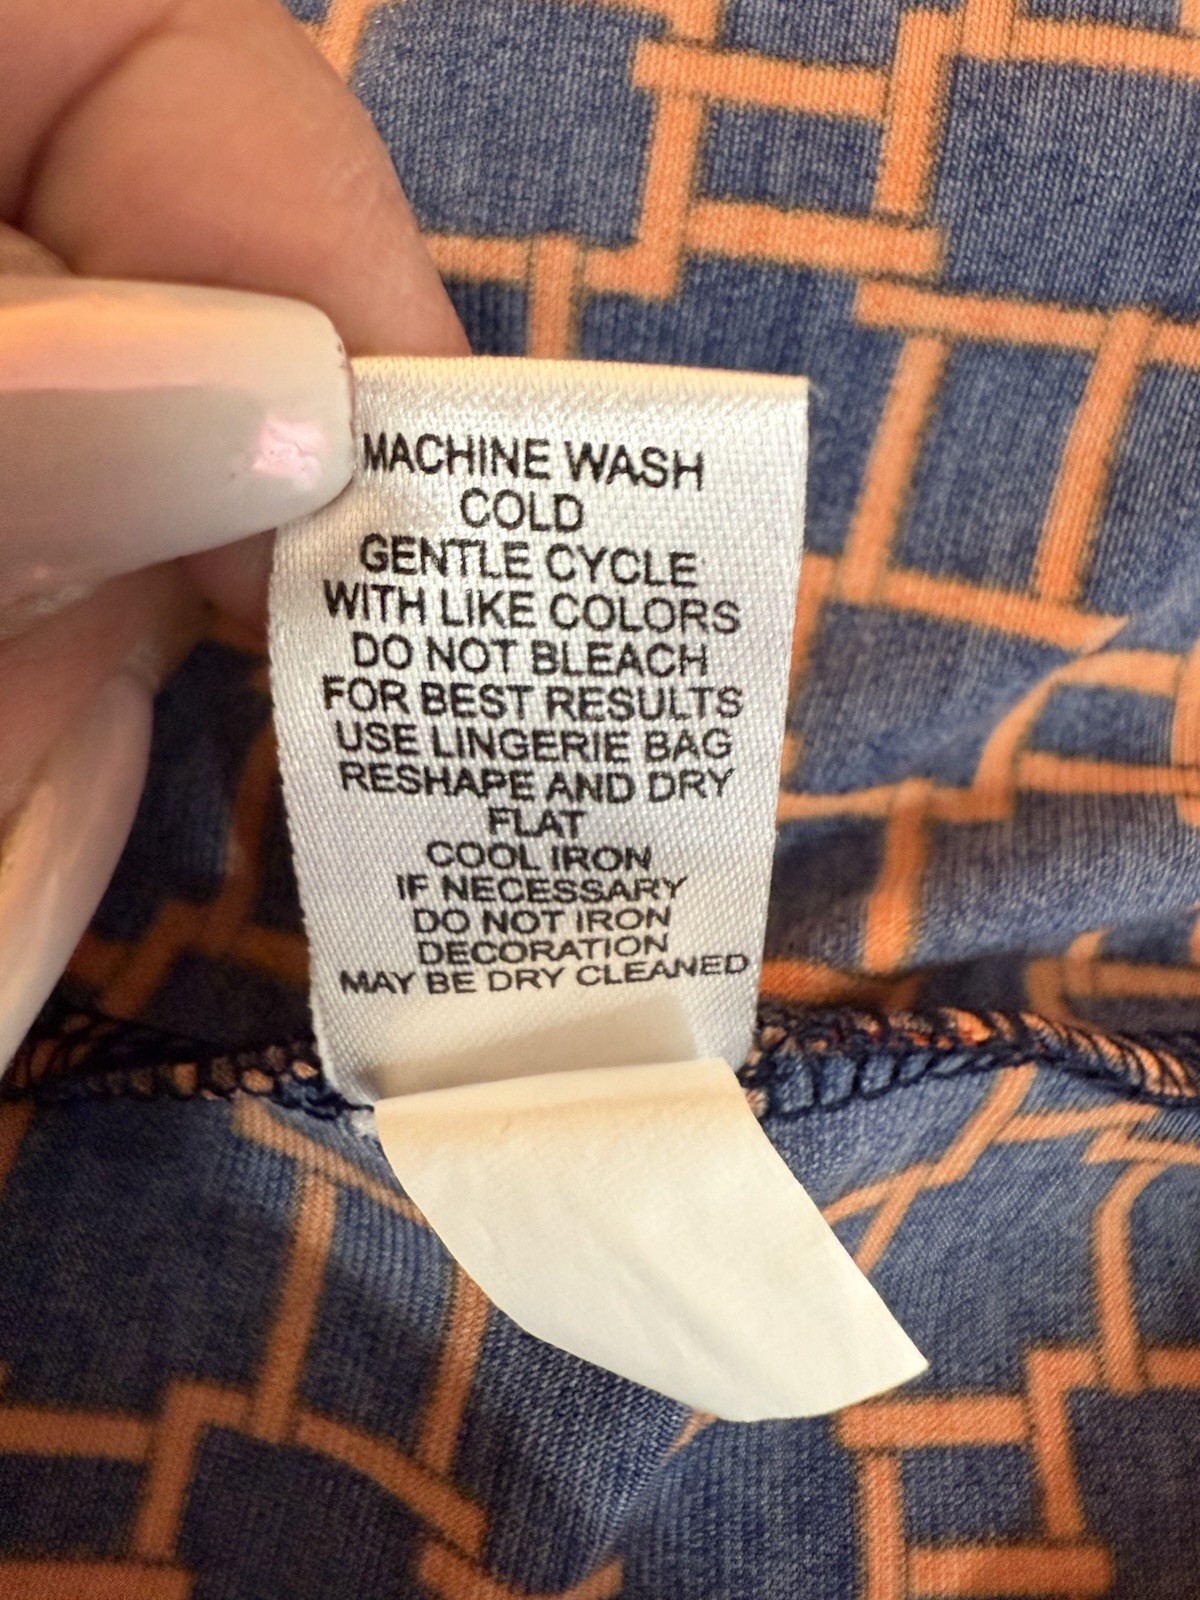 MACHINE WASH
COLD
GENTLE CYCLE
WITH LIKE COLORS
DO NOT BLEACH
FOR BEST RESULTS
USE LINGERIE BAG
RESHAPE AND DRY
FLAT
COOL IRON
IF NECESSARY
DO NOT IRON
DECORATION
MAY BE DRY CLEANED